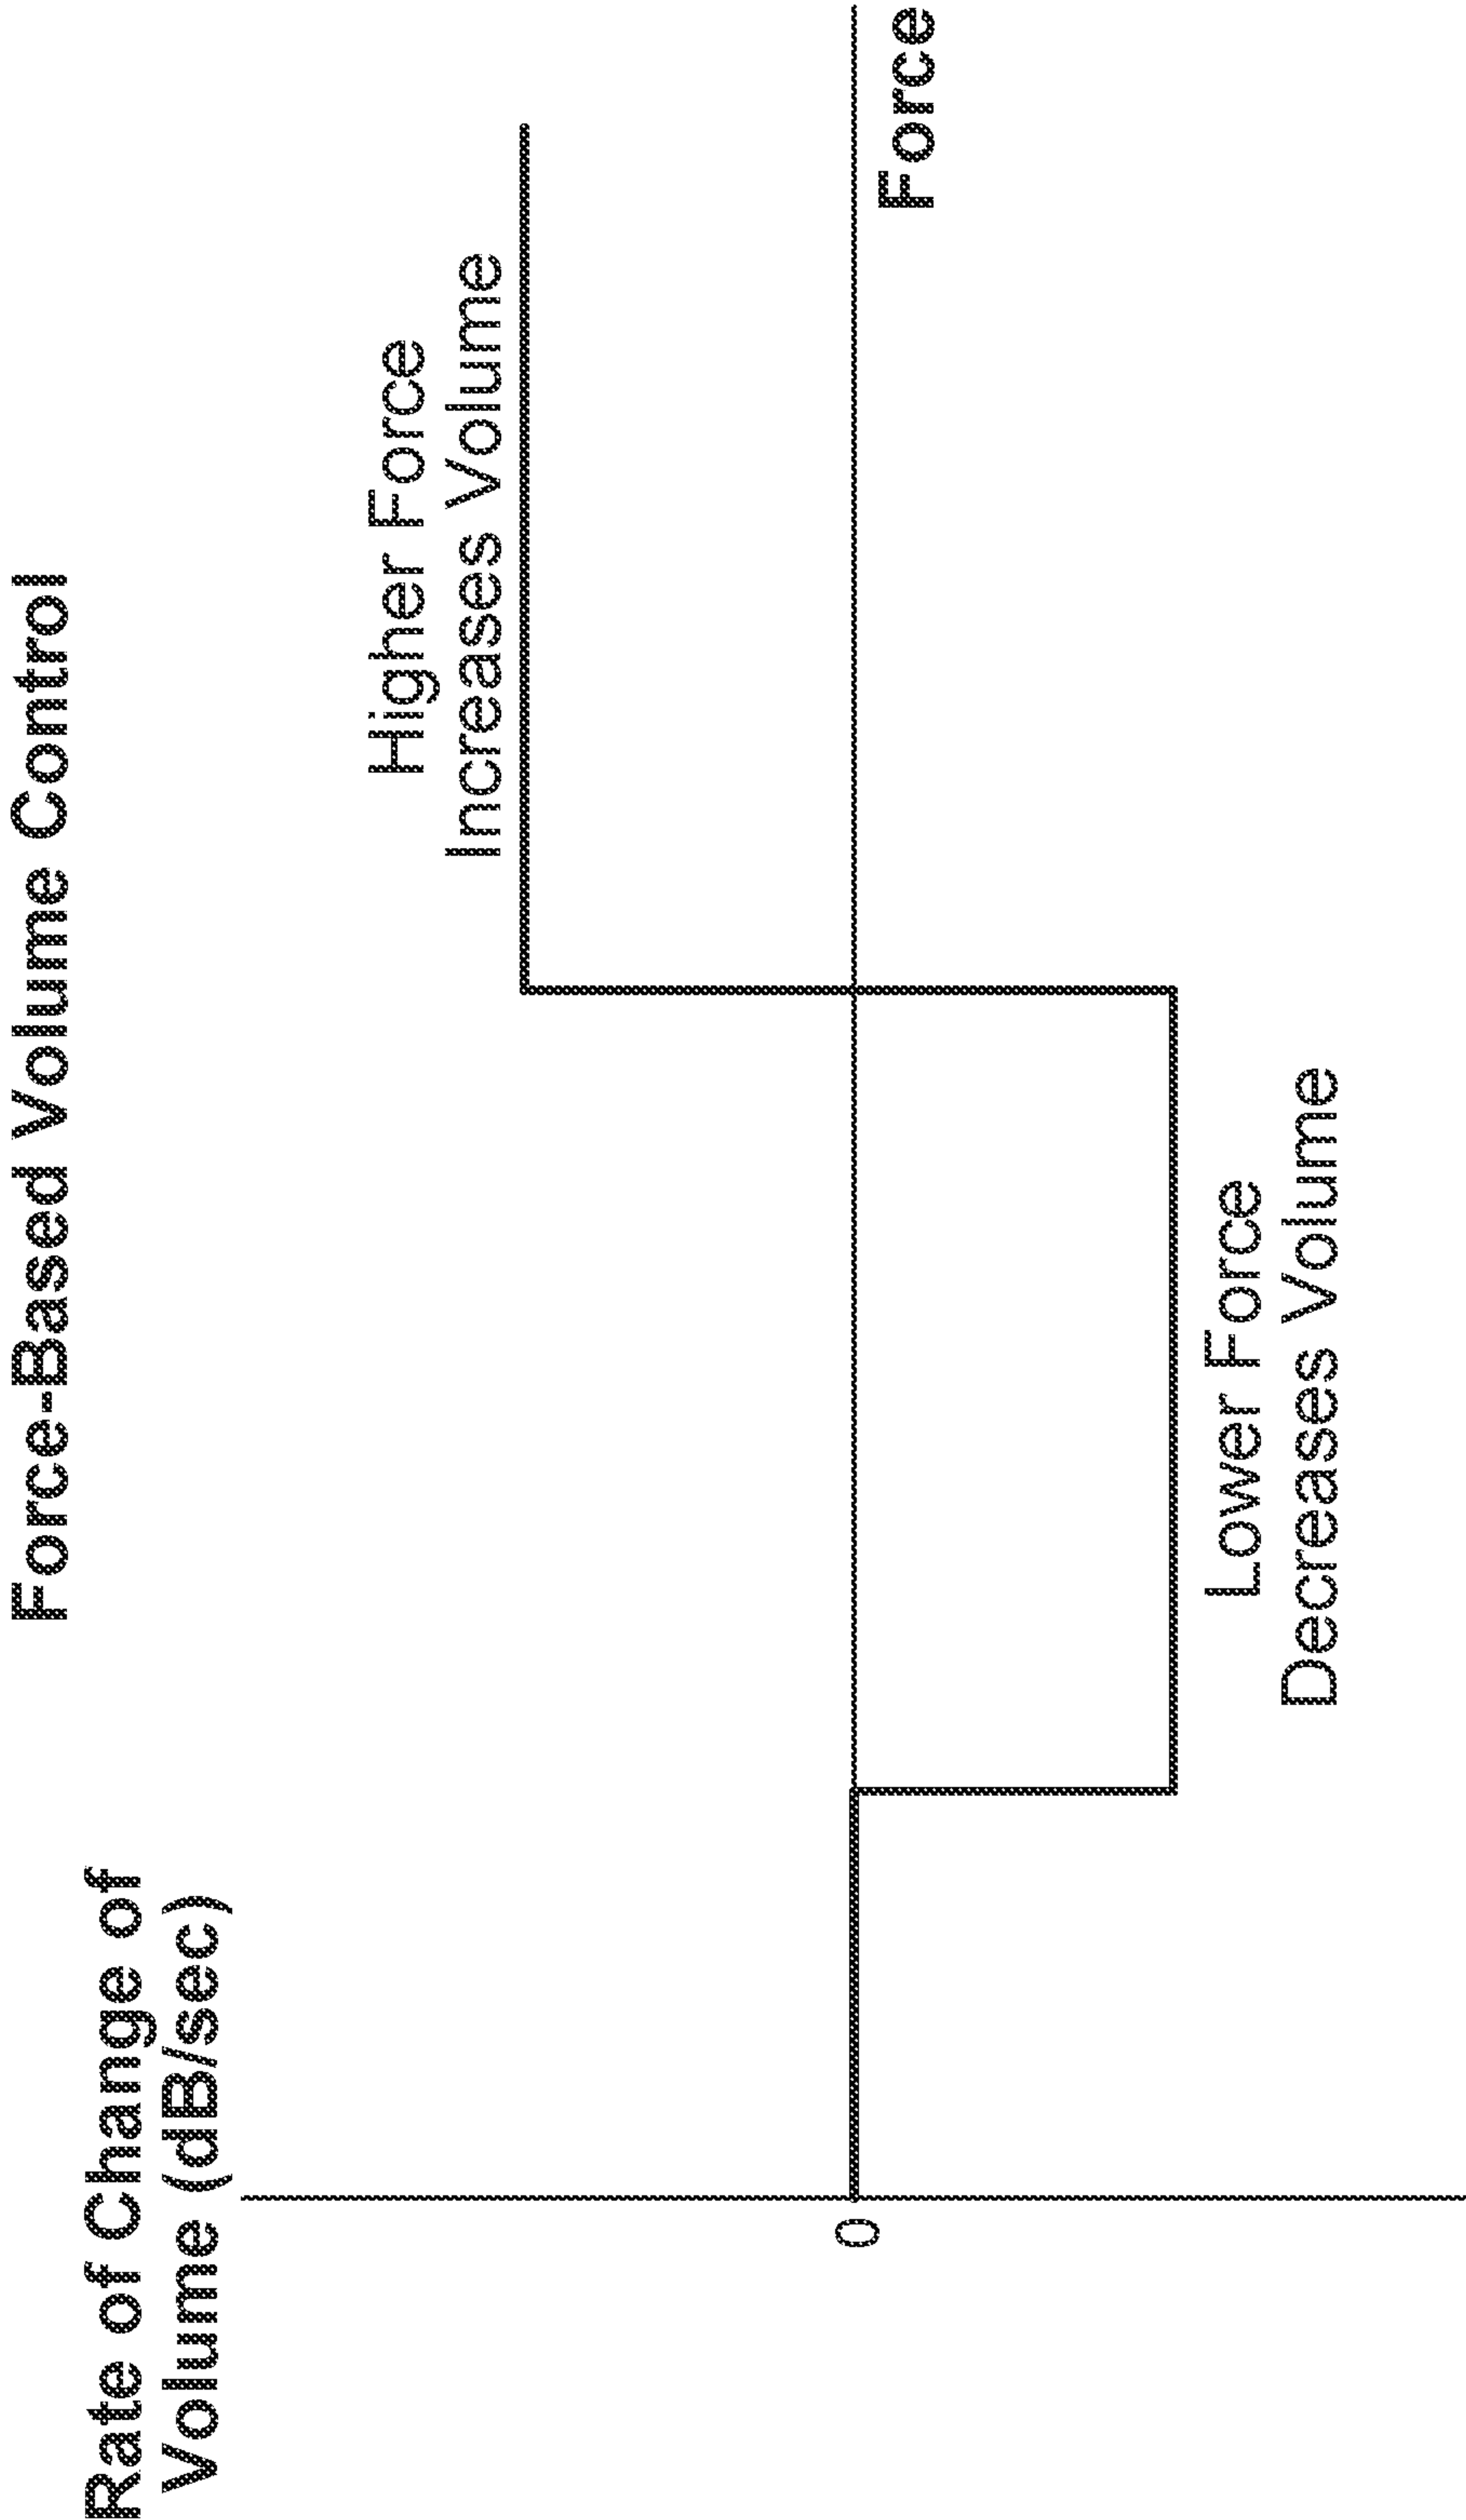 Force-Based Volume Control
Rate of Change of
Volume (dB/sec)
Higher Force
Increases Volume
0
Force
Lower Force
Decreases Volume